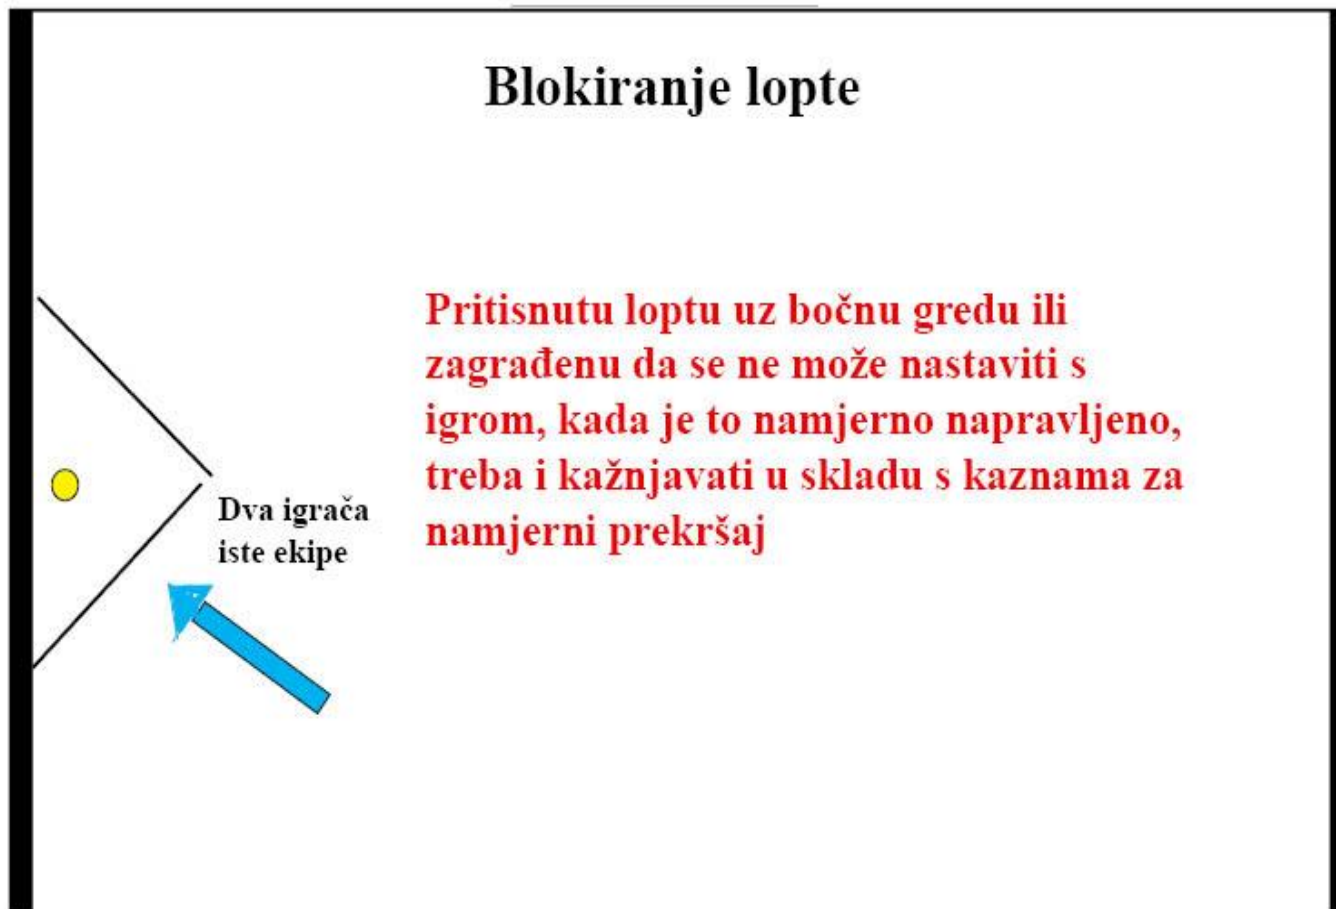 Blokiranje lopte
Pritisnutu loptu uz bočnu gredu ili
zagrađenu da se ne može nastaviti s
igrom, kada je to namjerno napravljeno,
treba i kažnjavati u skladu s kaznama za
namjerni prekršaj
Dva igrača
iste ekipe